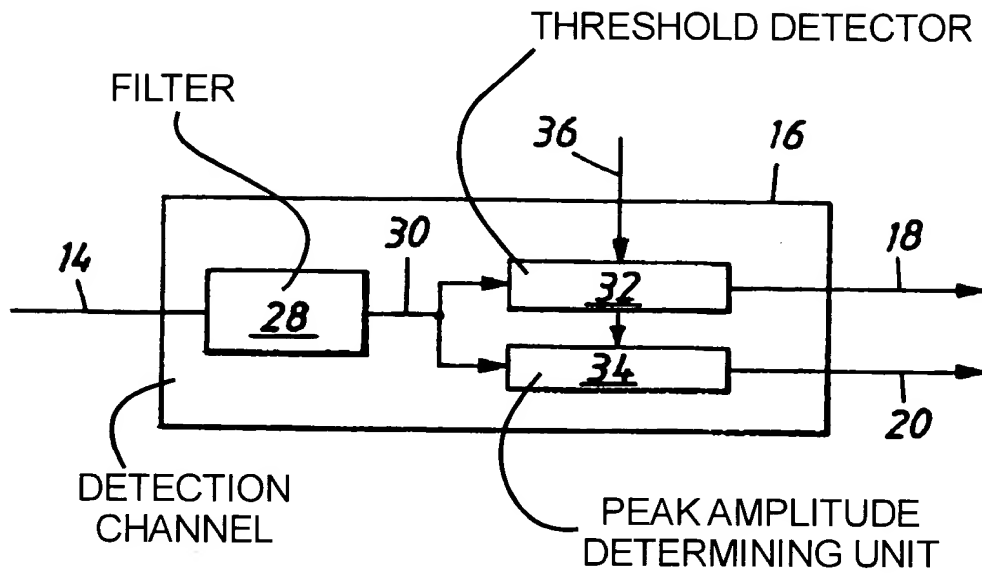 THRESHOLD DETECTOR
FILTER
36
16
14
30
18
28
32
34
20
DETECTION
CHANNEL
PEAK AMPLITUDE
DETERMINING UNIT